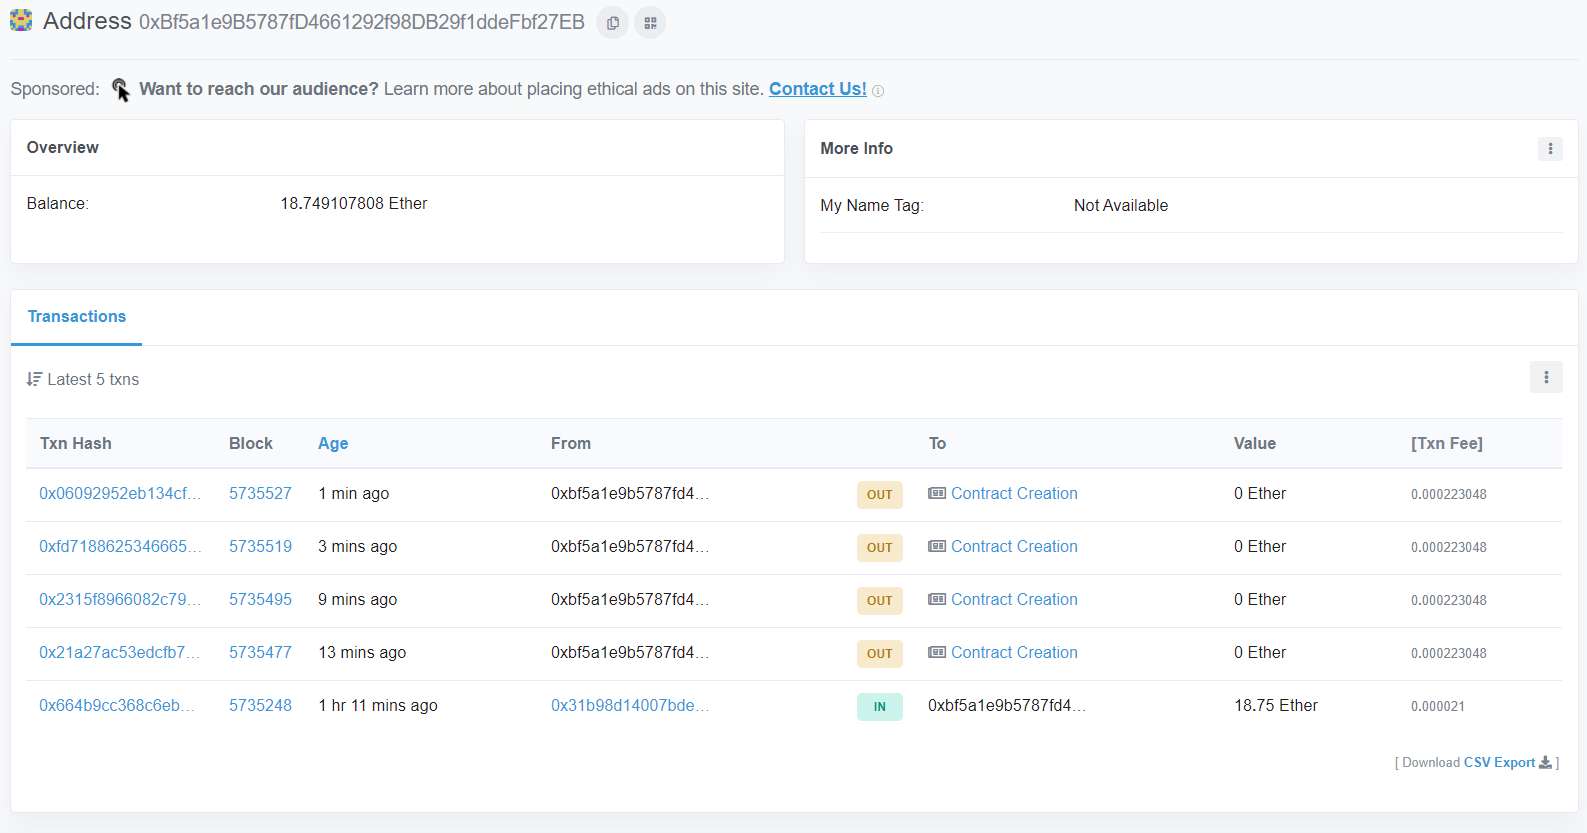 Address 0xBf5a1e9B5787fD4661292f98DB29f1ddeFbf27EB
Sponsored: Want to reach our audience? Learn more about placing ethical ads on this site. Contact Us!
Overview
Balance: 18.749107808 Ether
More Info
My Name Tag: Not Available
Transactions
Latest 5 txns
Txn Hash Block Age From To Value [Txn Fee]
0x06092952eb134cf... 5735527 1 min ago 0xbf5a1e9b5787fd4... OUT Contract Creation 0 Ether 0.000223048
0xfd7188625346665... 5735519 3 mins ago 0xbf5a1e9b5787fd4... OUT Contract Creation 0 Ether 0.000223048
0x2315f8966082c79... 5735495 9 mins ago 0xbf5a1e9b5787fd4... OUT Contract Creation 0 Ether 0.000223048
0x21a27ac53edcfb7... 5735477 13 mins ago 0xbf5a1e9b5787fd4... OUT Contract Creation 0 Ether 0.000223048
0x664b9cc368c6eb... 5735248 1 hr 11 mins ago 0x31b98d14007bde... IN 0xbf5a1e9b5787fd4... 18.75 Ether 0.000021
[ Download CSV Export ]